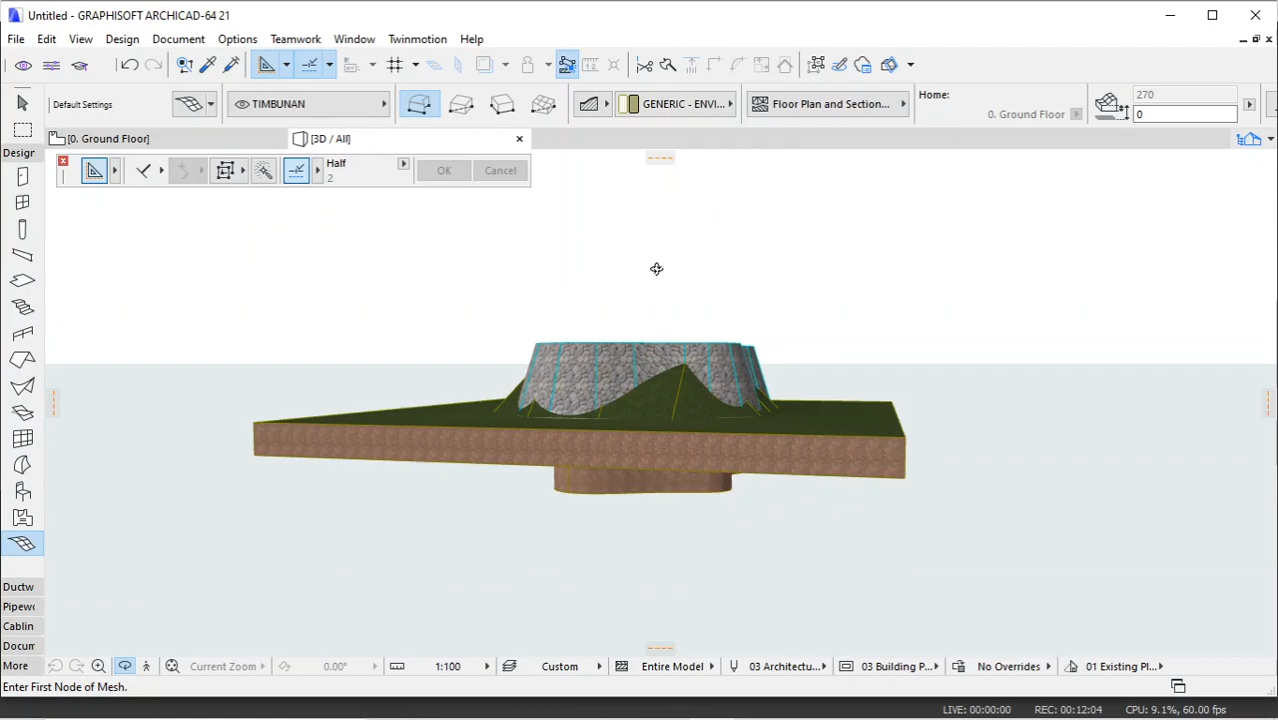 Untitled - GRAPHISOFT ARCHICAD-64 21
File Edit View Design Document Options Teamwork Window Twinmotion Help
Default Settings
TIMBUNAN
GENERIC - ENVI...
Floor Plan and Section...
Home:
0. Ground Floor
270
0
[0. Ground Floor]
[3D / All]
Design
Half
2
OK
Cancel
Ductw
Pipewo
Cablin
Docum
More
Current Zoom
0.00°
1:100
Custom
Entire Model
03 Architectu...
03 Building P...
No Overrides
01 Existing Pl...
Enter First Node of Mesh.
LIVE: 00:00:00
REC: 00:12:04
CPU: 9.1%, 60.00 fps